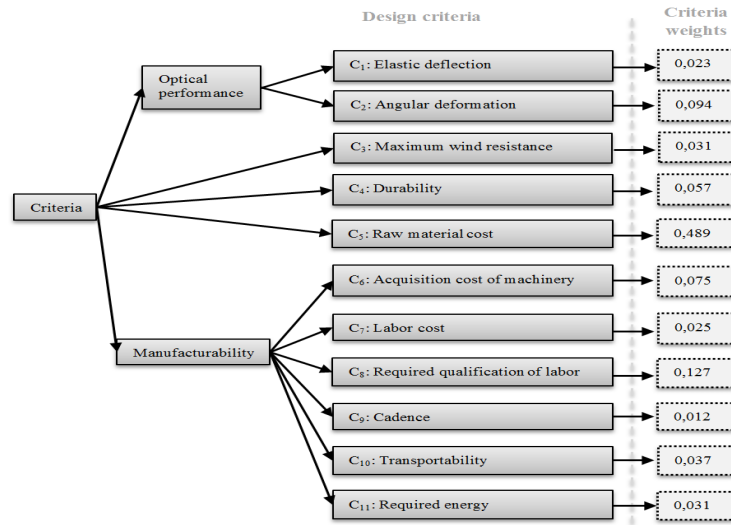 Design criteria
Criteria
weights
Optical
performance
C₁: Elastic deflection
0,023
C₂: Angular deformation
0,094
C₃: Maximum wind resistance
0,031
C₄: Durability
0,057
Criteria
C₅: Raw material cost
0,489
C₆: Acquisition cost of machinery
0,075
C₇: Labor cost
0,025
Manufacturability
C₈: Required qualification of labor
0,127
C₉: Cadence
0,012
C₁₀: Transportability
0,037
C₁₁: Required energy
0,031